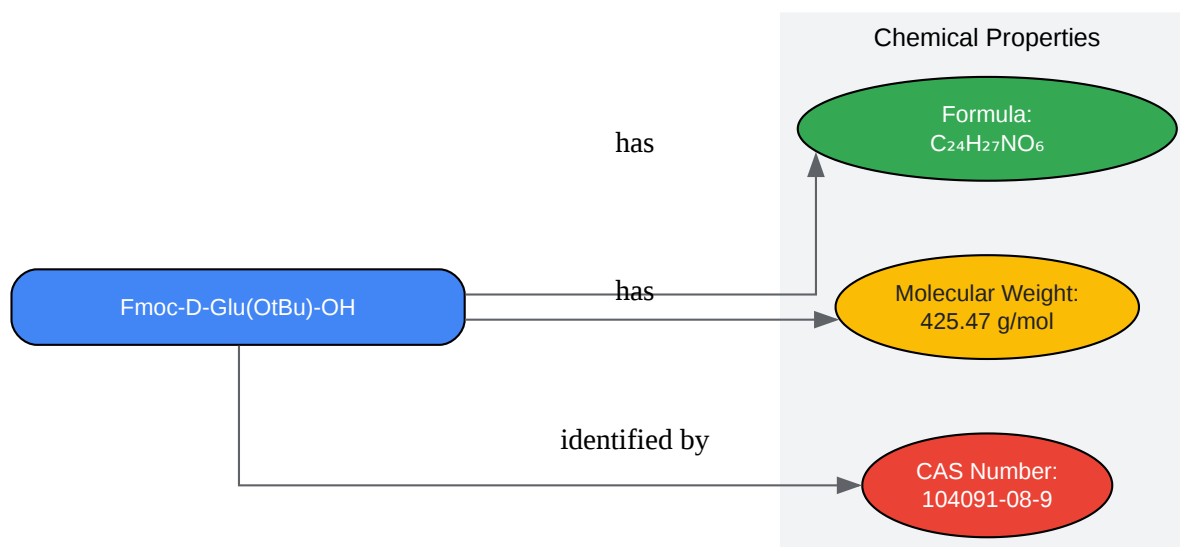 Chemical Properties
Formula:
C₂₄H₂₇NO₆
has
has
Fmoc-D-Glu(OtBu)-OH
Molecular Weight:
425.47 g/mol
identified by
CAS Number:
104091-08-9